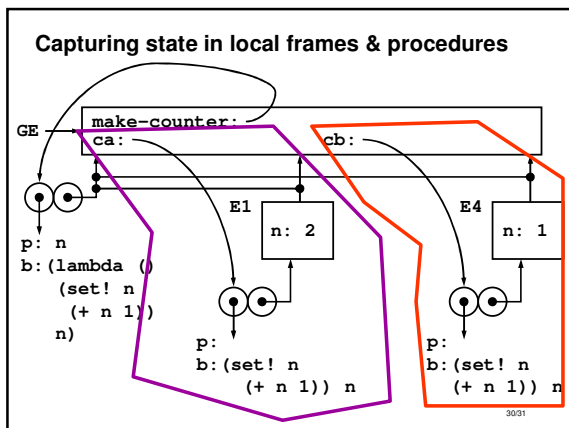 Capturing state in local frames & procedures
GE
make-counter:
ca:
cb:
E1
n: 2
E4
n: 1
p: n
b:(lambda ()
(set! n
(+ n 1))
n)
p:
b:(set! n
(+ n 1)) n
p:
b:(set! n
(+ n 1)) n
30/31